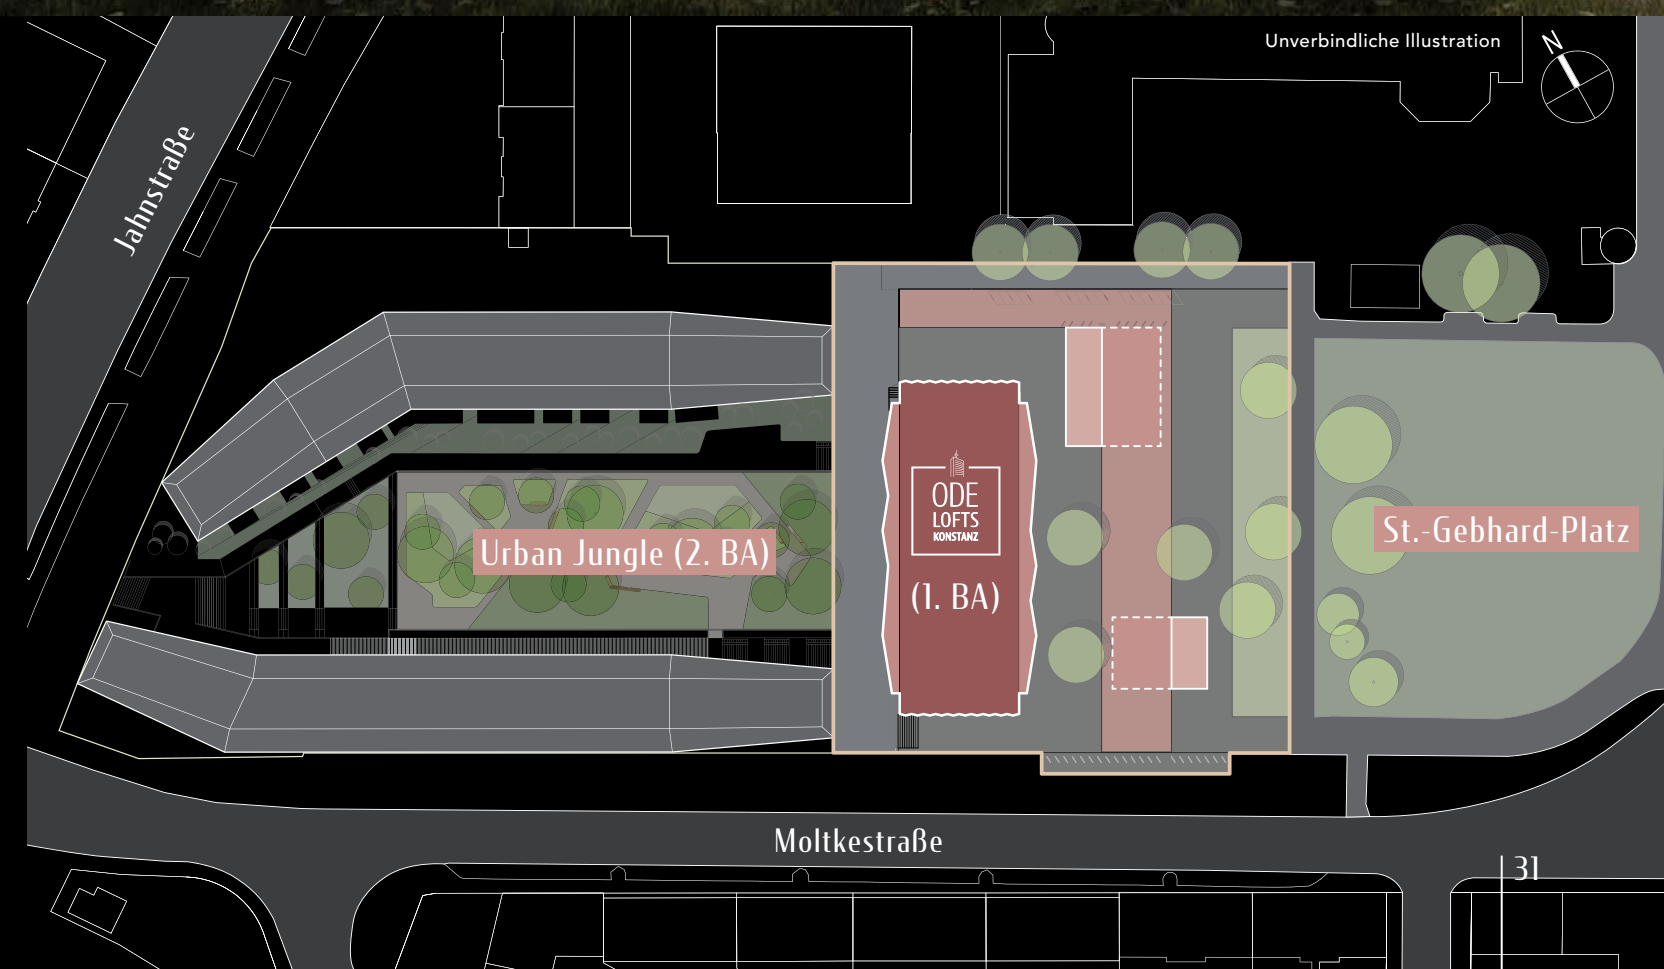 Unverbindliche Illustration
N
Jahnstraße
ODE
LOFTS
KONSTANZ
(1. BA)
Urban Jungle (2. BA)
St.-Gebhard-Platz
Moltkestraße
31